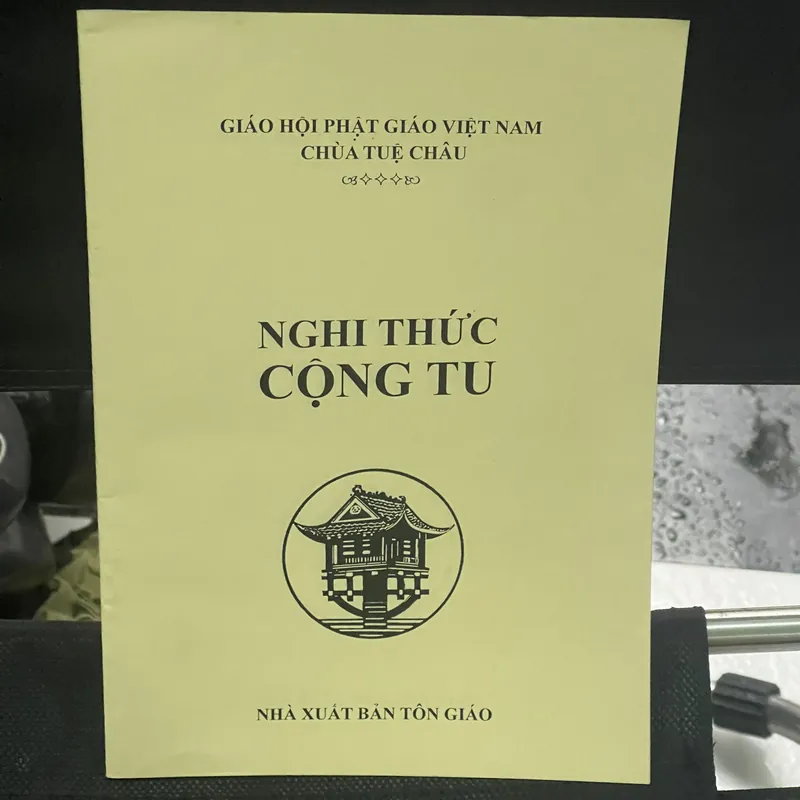 GIÁO HỘI PHẬT GIÁO VIỆT NAM
CHÙA TUỆ CHÂU
NGHI THỨC
CỘNG TU
NHÀ XUẤT BẢN TÔN GIÁO